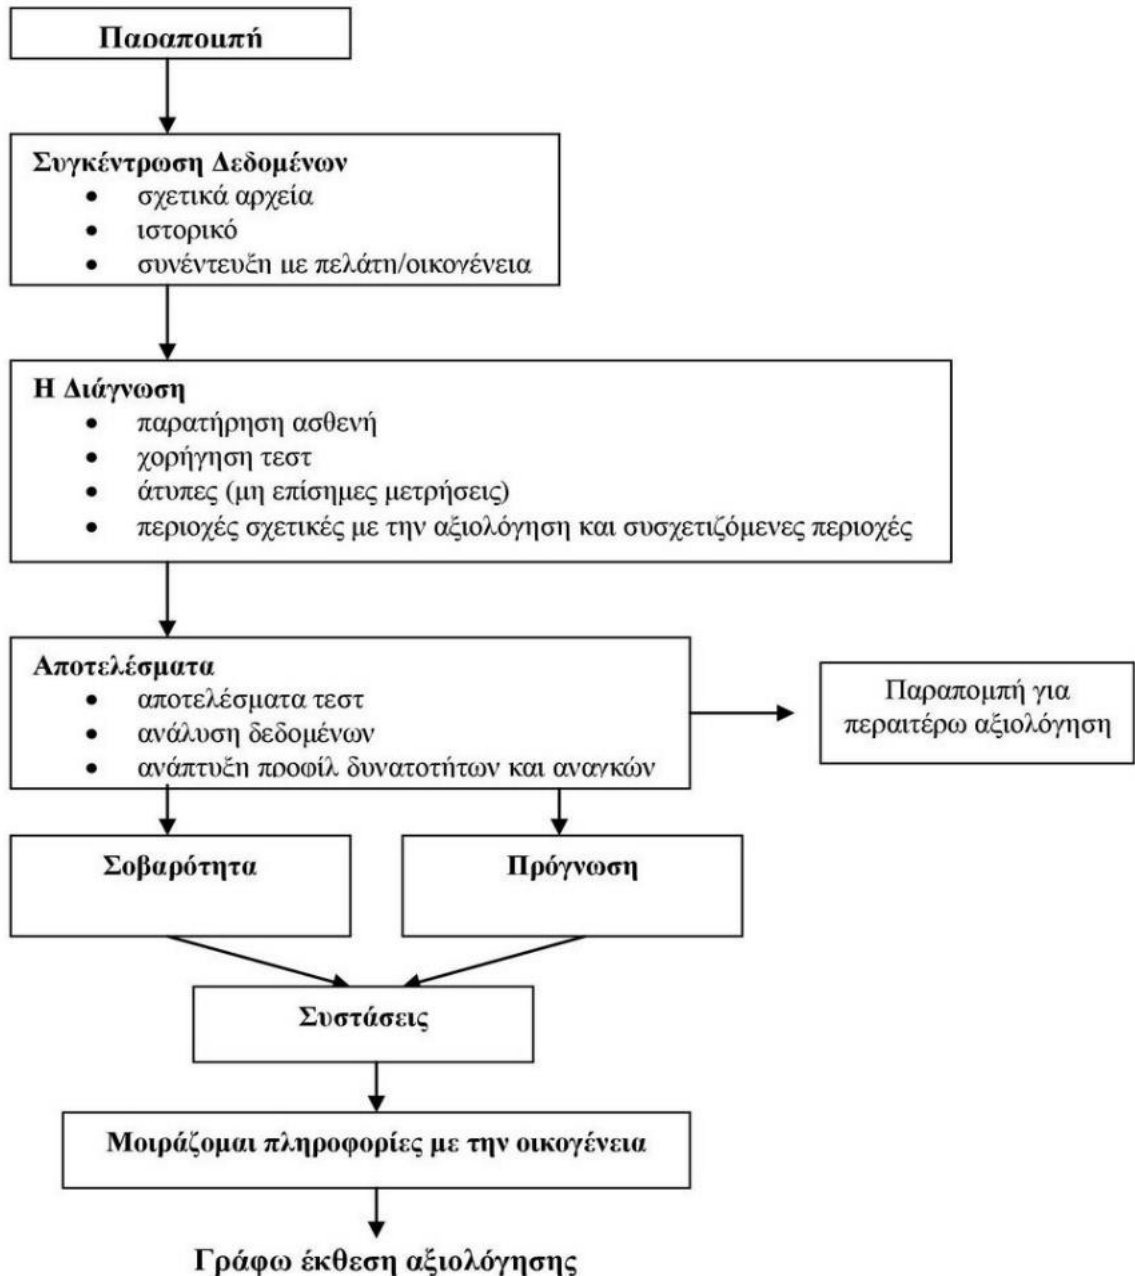 Παραπομπή
Συγκέντρωση Δεδομένων
• σχετικά αρχεία
• ιστορικό
• συνέντευξη με πελάτη/οικογένεια
Η Διάγνωση
• παρατήρηση ασθενή
• χορήγηση τεστ
• άτυπες (μη επίσημες μετρήσεις)
• περιοχές σχετικές με την αξιολόγηση και συσχετιζόμενες περιοχές
Αποτελέσματα
• αποτελέσματα τεστ
• ανάλυση δεδομένων
• ανάπτυξη προφίλ δυνατοτήτων και αναγκών
Παραπομπή για
περαιτέρω αξιολόγηση
Σοβαρότητα
Πρόγνωση
Συστάσεις
Μοιράζομαι πληροφορίες με την οικογένεια
Γράφω έκθεση αξιολόγησης